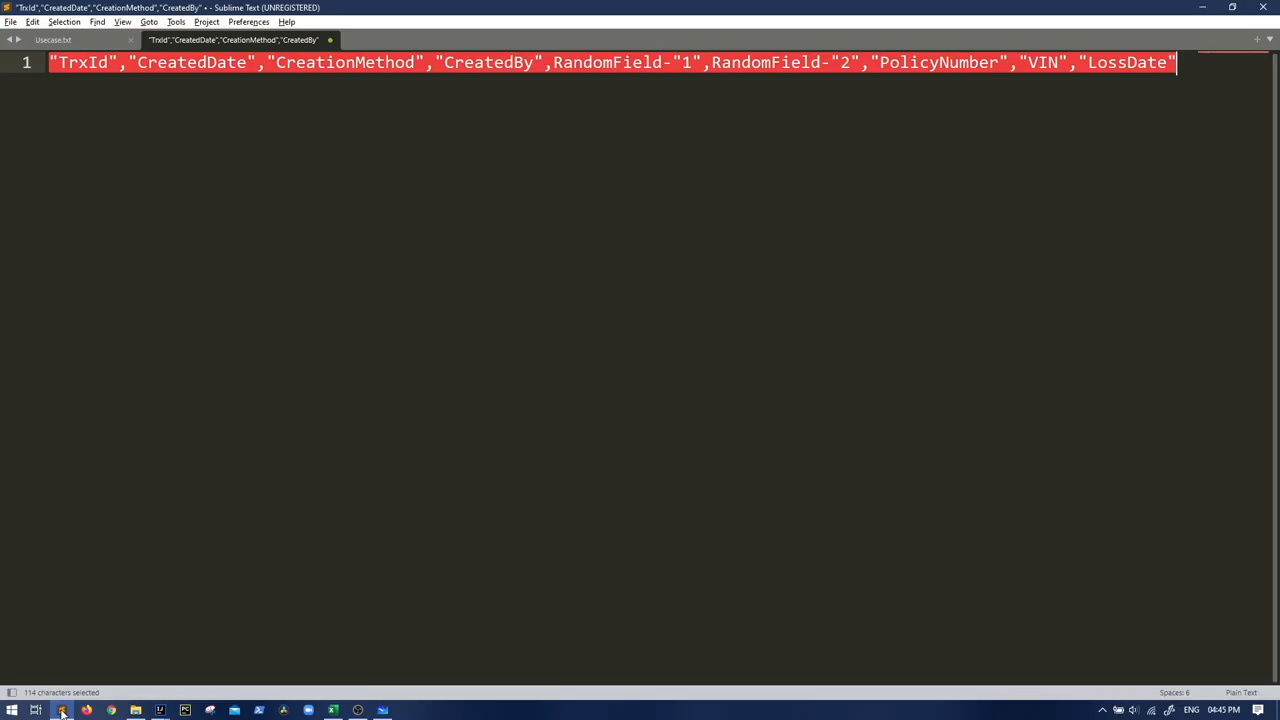 "TrxId","CreatedDate","CreationMethod","CreatedBy" • - Sublime Text (UNREGISTERED)
File Edit Selection Find View Goto Tools Project Preferences Help
Usecase.txt "TrxId","CreatedDate","CreationMethod","CreatedBy"
1 "TrxId","CreatedDate","CreationMethod","CreatedBy",RandomField-"1",RandomField-"2","PolicyNumber","VIN","LossDate"
114 characters selected Spaces: 6 Plain Text
ENG 04:45 PM